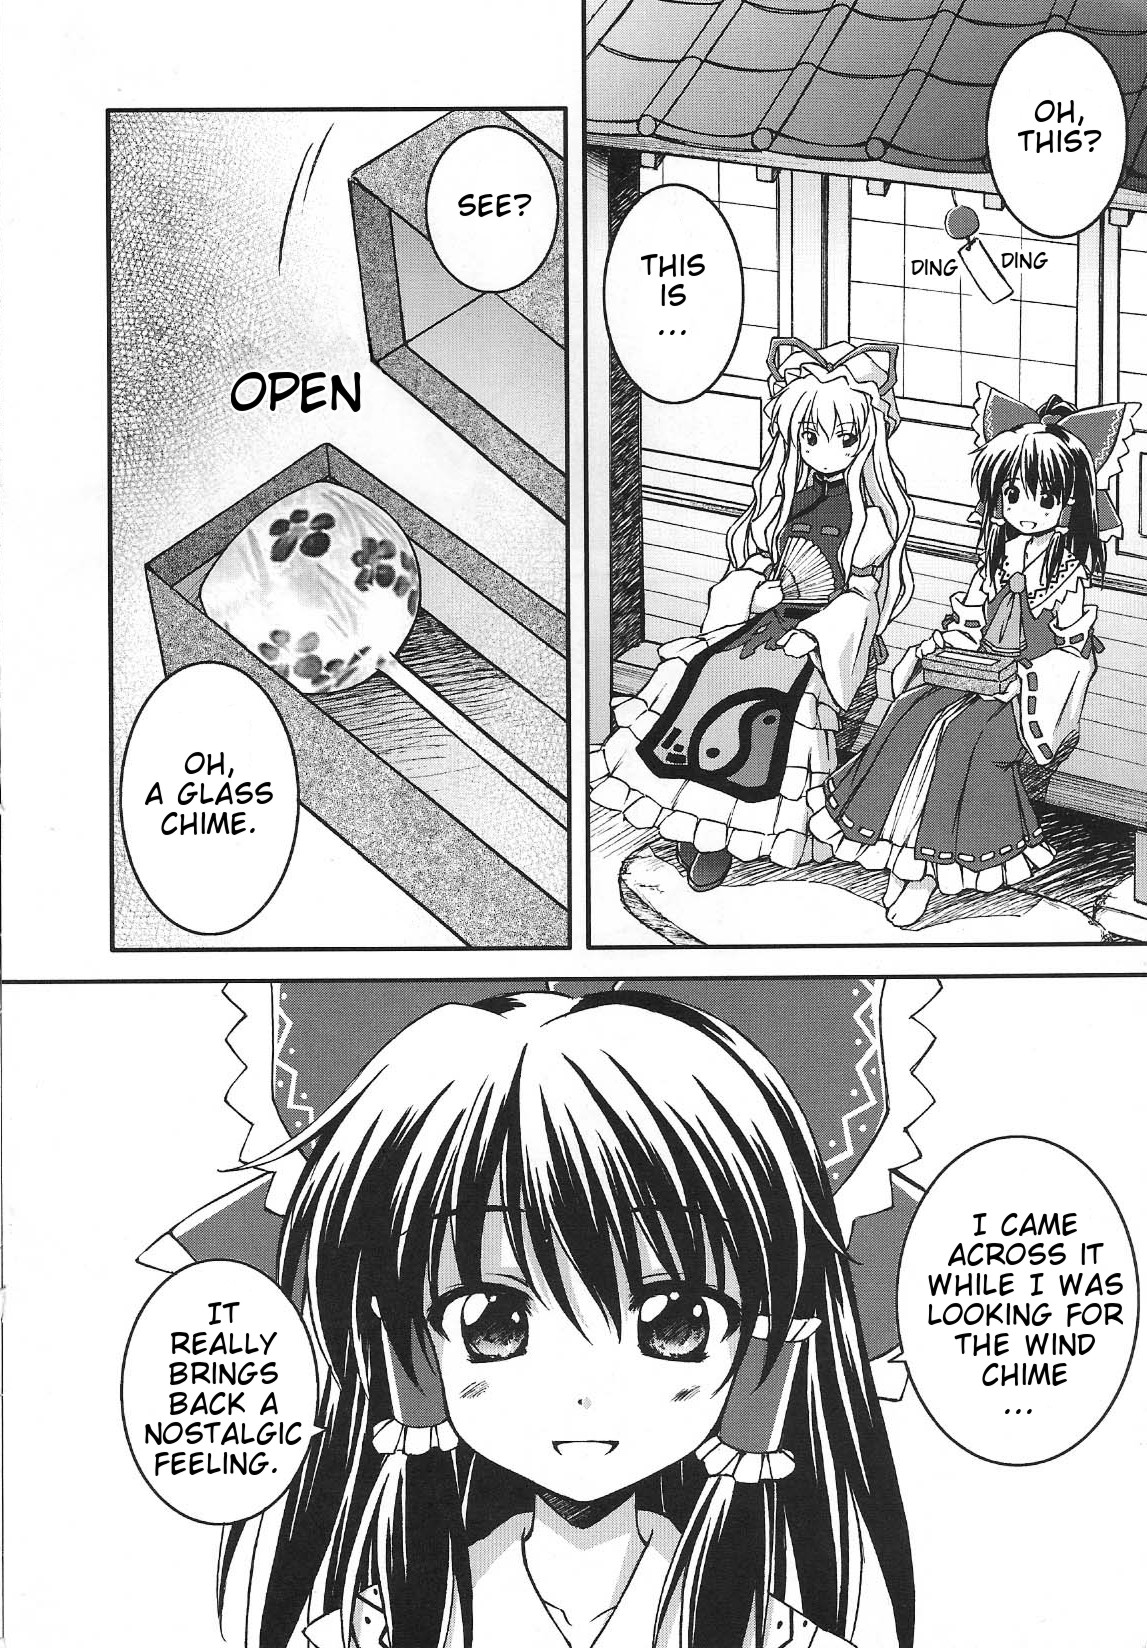 OH,
THIS?
DING
DING
THIS
IS
...
SEE?
OPEN
OH,
A GLASS
CHIME.
I CAME
ACROSS IT
WHILE I WAS
LOOKING FOR
THE WIND
CHIME
...
IT
REALLY
BRINGS
BACK A
NOSTALGIC
FEELING.